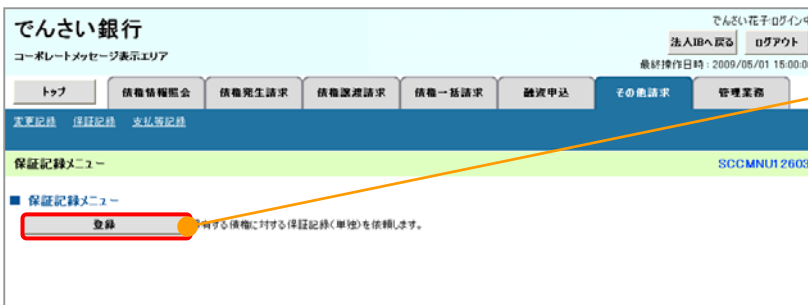 でんさい銀行
でんさい花子:ログイン中
コーポレートメッセージ表示エリア
法人IBへ戻る ログアウト
最終操作日時:2009/05/01 15:00:0
トップ 債権情報照会 債権発生請求 債権譲渡請求 債権一括請求 融資申込 その他請求 管理業務
変更記録 保証記録 支払等記録
保証記録メニュー SCCMNU12603
■ 保証記録メニュー
登録 有する債権に対する保証記録(単独)を依頼します。